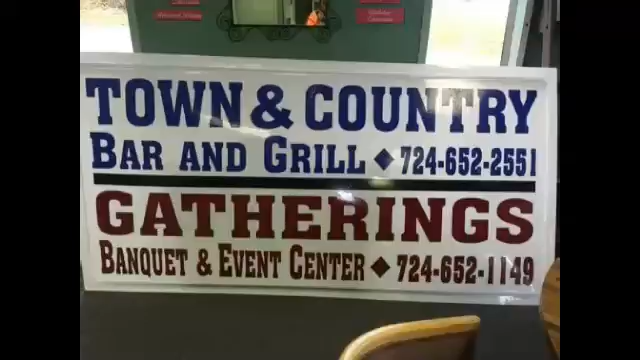 TOWN & COUNTRY
BAR AND GRILL ◆ 724-652-2551
GATHERINGS
BANQUET & EVENT CENTER ◆ 724-652-1149